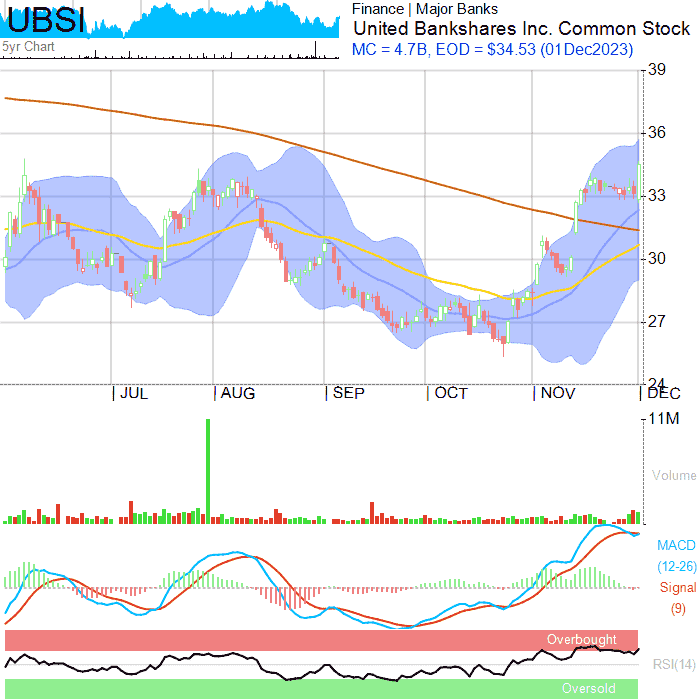 UBSI
5yr Chart
Finance | Major Banks
United Bankshares Inc. Common Stock
MC = 4.7B, EOD = $34.53 (01Dec2023)
39
36
33
30
27
24
JUL
AUG
SEP
OCT
NOV
DEC
11M
Volume
MACD
(12-26)
Signal
(9)
Overbought
RSI(14)
Oversold